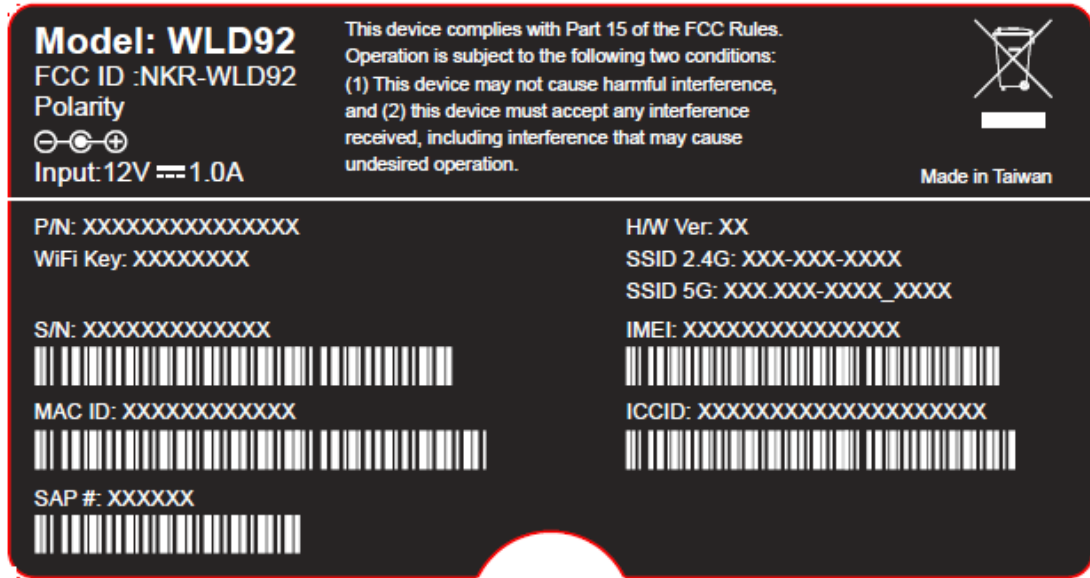 Model: WLD92
FCC ID :NKR-WLD92
Polarity
Input:12V 1.0A
This device complies with Part 15 of the FCC Rules.
Operation is subject to the following two conditions:
(1) This device may not cause harmful interference,
and (2) this device must accept any interference
received, including interference that may cause
undesired operation.
Made in Taiwan
P/N: XXXXXXXXXXXXXXX
WiFi Key: XXXXXXXX
H/W Ver: XX
SSID 2.4G: XXX-XXX-XXXX
SSID 5G: XXX.XXX-XXXX_XXXX
S/N: XXXXXXXXXXXXX
IMEI: XXXXXXXXXXXXXXX
MAC ID: XXXXXXXXXXXX
ICCID: XXXXXXXXXXXXXXXXXXXX
SAP #: XXXXXX